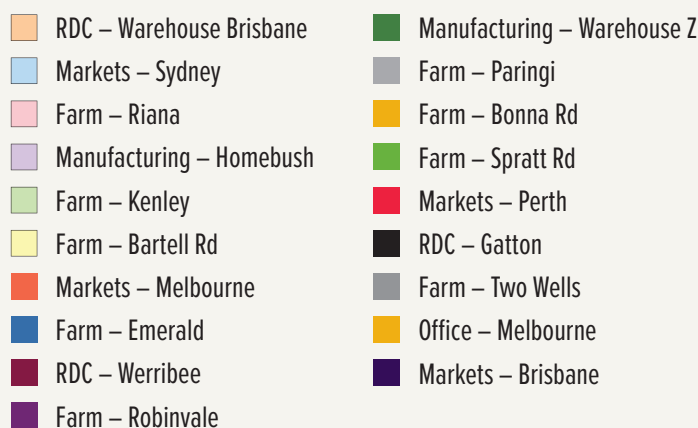 RDC – Warehouse Brisbane
Markets – Sydney
Farm – Riana
Manufacturing – Homebush
Farm – Kenley
Farm – Bartell Rd
Markets – Melbourne
Farm – Emerald
RDC – Werribee
Farm – Robinvale
Manufacturing – Warehouse Z
Farm – Paringi
Farm – Bonna Rd
Farm – Spratt Rd
Markets – Perth
RDC – Gatton
Farm – Two Wells
Office – Melbourne
Markets – Brisbane